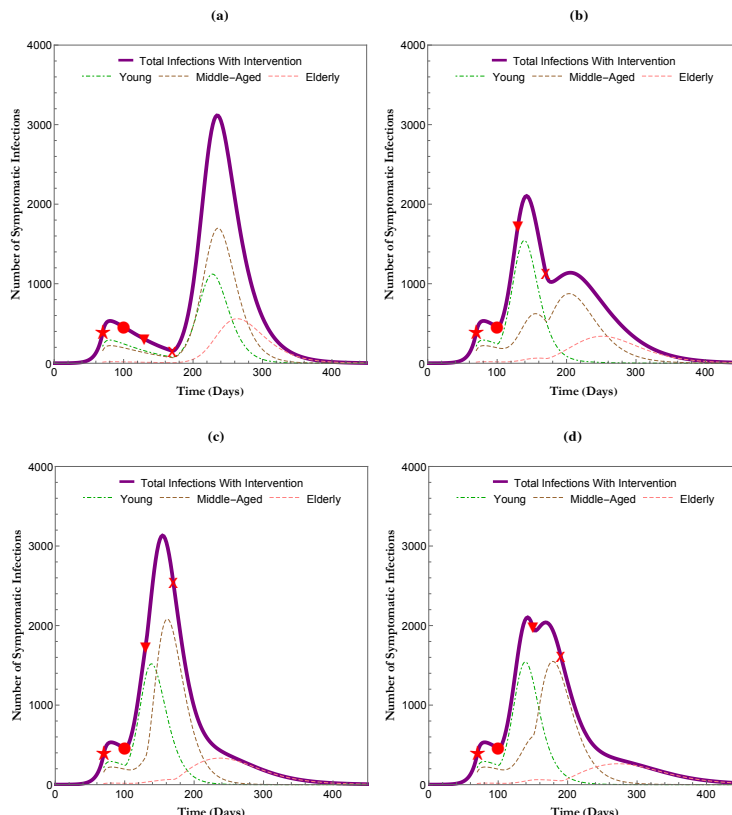 (a)
4000
3000
2000
1000
0
Number of Symptomatic Infections
Total Infections With Intervention
Young Middle-Aged Elderly
0 100 200 300 400
Time (Days)
(b)
4000
3000
2000
1000
0
Number of Symptomatic Infections
Total Infections With Intervention
Young Middle-Aged Elderly
0 100 200 300 400
Time (Days)
(c)
4000
3000
2000
1000
0
Number of Symptomatic Infections
Total Infections With Intervention
Young Middle-Aged Elderly
0 100 200 300 400
Time (Days)
(d)
4000
3000
2000
1000
0
Number of Symptomatic Infections
Total Infections With Intervention
Young Middle-Aged Elderly
0 100 200 300 400
Time (Days)